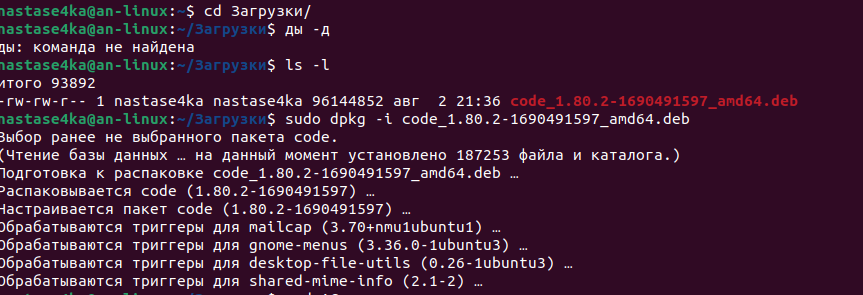 nastase4ka@an-linux:~$ cd Загрузки/
nastase4ka@an-linux:~/Загрузки$ ды -д
ды: команда не найдена
nastase4ka@an-linux:~/Загрузки$ ls -l
итого 93892
-rw-rw-r-- 1 nastase4ka nastase4ka 96144852 авг  2 21:36 code_1.80.2-1690491597_amd64.deb
nastase4ka@an-linux:~/Загрузки$ sudo dpkg -i code_1.80.2-1690491597_amd64.deb
Выбор ранее не выбранного пакета code.
(Чтение базы данных … на данный момент установлено 187253 файла и каталога.)
Подготовка к распаковке code_1.80.2-1690491597_amd64.deb …
Распаковывается code (1.80.2-1690491597) …
Настраивается пакет code (1.80.2-1690491597) …
Обрабатываются триггеры для mailcap (3.70+nmu1ubuntu1) …
Обрабатываются триггеры для gnome-menus (3.36.0-1ubuntu3) …
Обрабатываются триггеры для desktop-file-utils (0.26-1ubuntu3) …
Обрабатываются триггеры для shared-mime-info (2.1-2) …
nastase4ka@an-linux:~/Загрузки$